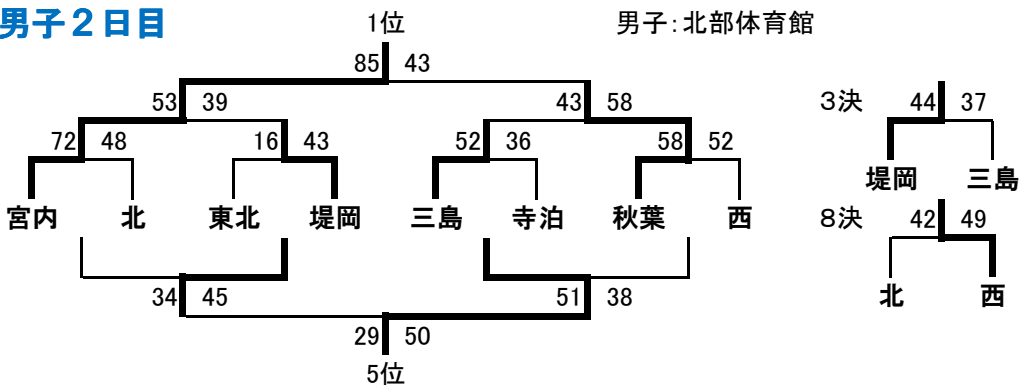 男子２日目
1位
男子：北部体育館
85 43
53 39
43 58
３決
44 37
72 48
16 43
52 36
58 52
堤岡 三島
宮内 北 東北 堤岡 三島 寺泊 秋葉 西
８決
42 49
34 45
51 38
北 西
29 50
5位